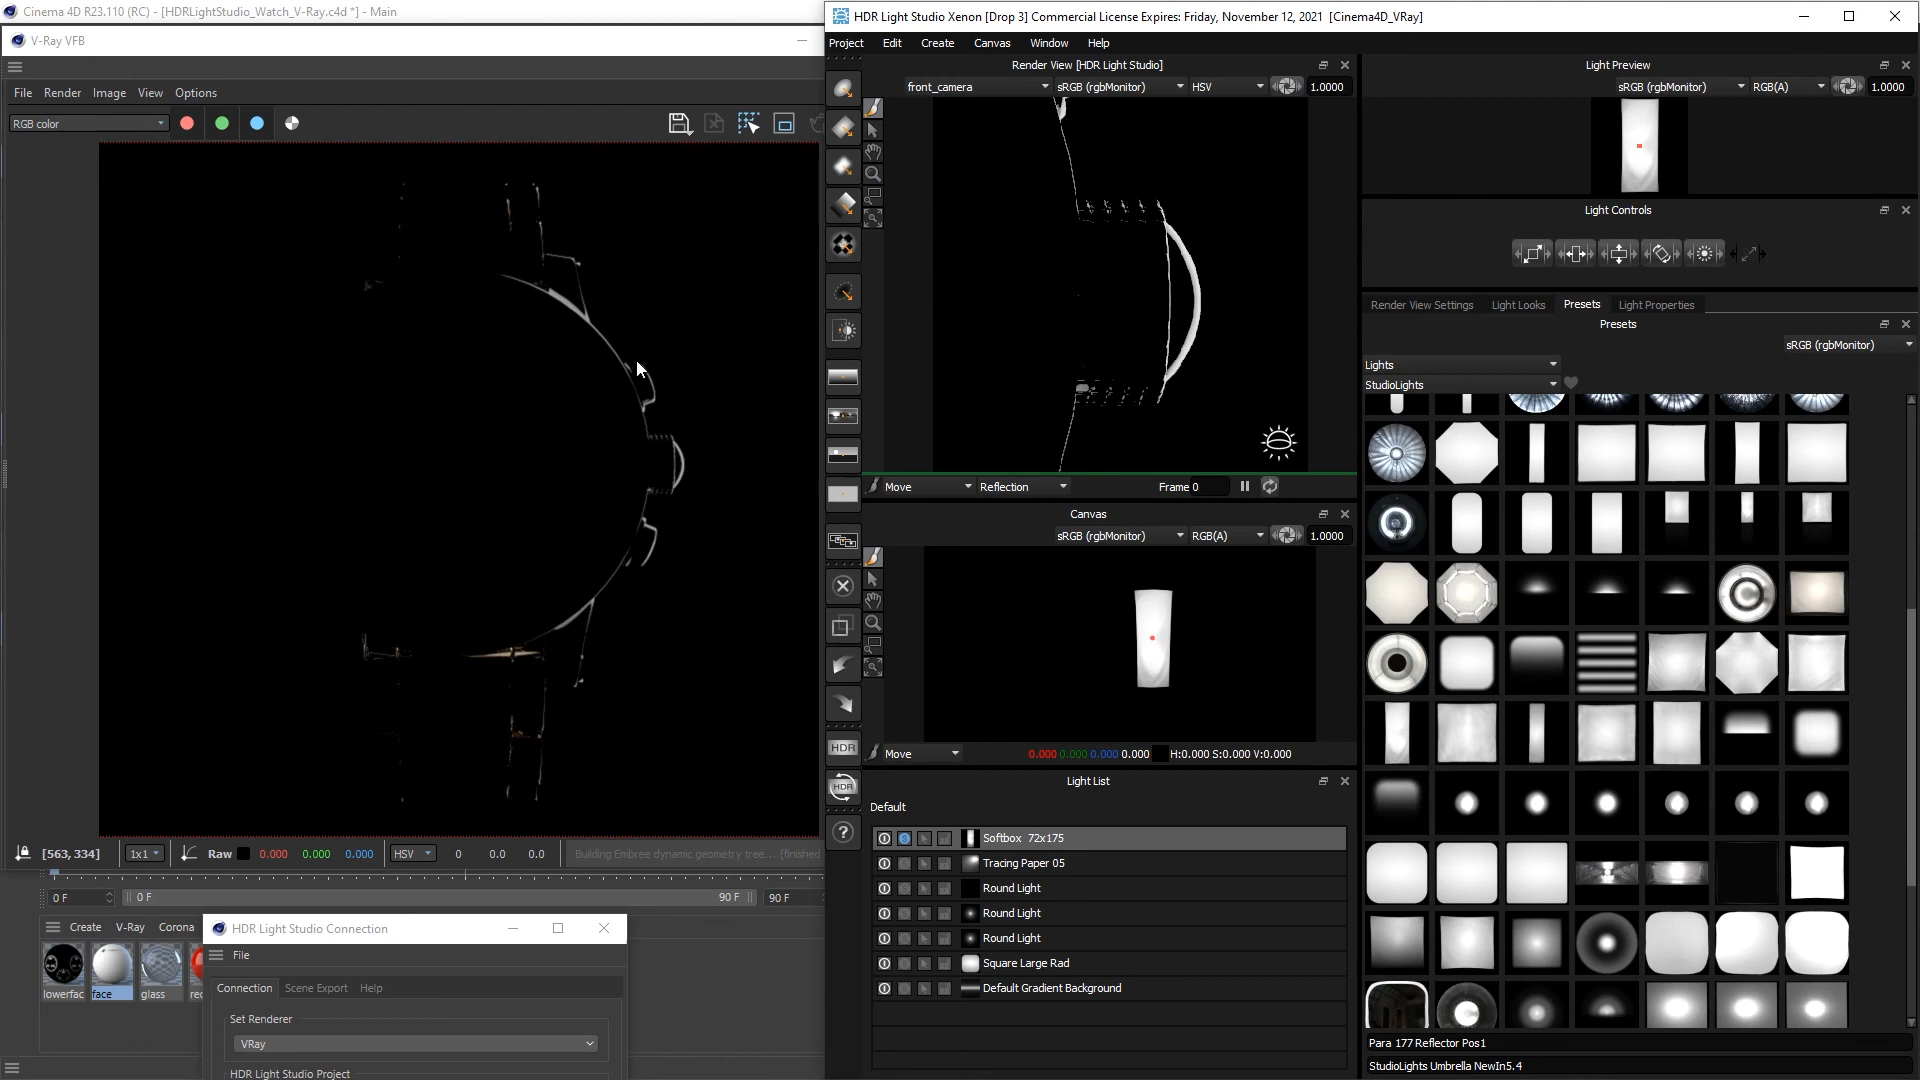 Cinema 4D R23.110 (RC) - [HDRLightStudio_Watch_V-Ray.c4d *] - Main
V-Ray VFB
File Render Image View Options
RGB color
[563, 334] 1x1 Raw 0.000 0.000 0.000 HSV 0 0.0 0.0 Building Embree dynamic geometry tree... (finished
0 F 0 F 90 F 90 F
Create V-Ray Corona
lowerfac face glass rec
HDR Light Studio Connection
File
Connection Scene Export Help
Set Renderer
VRay
HDR Light Studio Project
HDR Light Studio Xenon [Drop 3] Commercial License Expires: Friday, November 12, 2021 [Cinema4D_VRay]
Project Edit Create Canvas Window Help
Render View [HDR Light Studio]
front_camera sRGB (rgbMonitor) HSV 1.0000
Move Reflection Frame 0
Canvas
sRGB (rgbMonitor) RGB(A) 1.0000
Move 0.000 0.000 0.000 0.000 H:0.000 S:0.000 V:0.000
HDR
HDR
Light List
Default
Softbox 72x175
Tracing Paper 05
Round Light
Round Light
Round Light
Square Large Rad
Default Gradient Background
Light Preview
sRGB (rgbMonitor) RGB(A) 1.0000
Light Controls
Render View Settings Light Looks Presets Light Properties
Presets
sRGB (rgbMonitor)
Lights
StudioLights
Para 177 Reflector Pos1
StudioLights Umbrella NewIn5.4